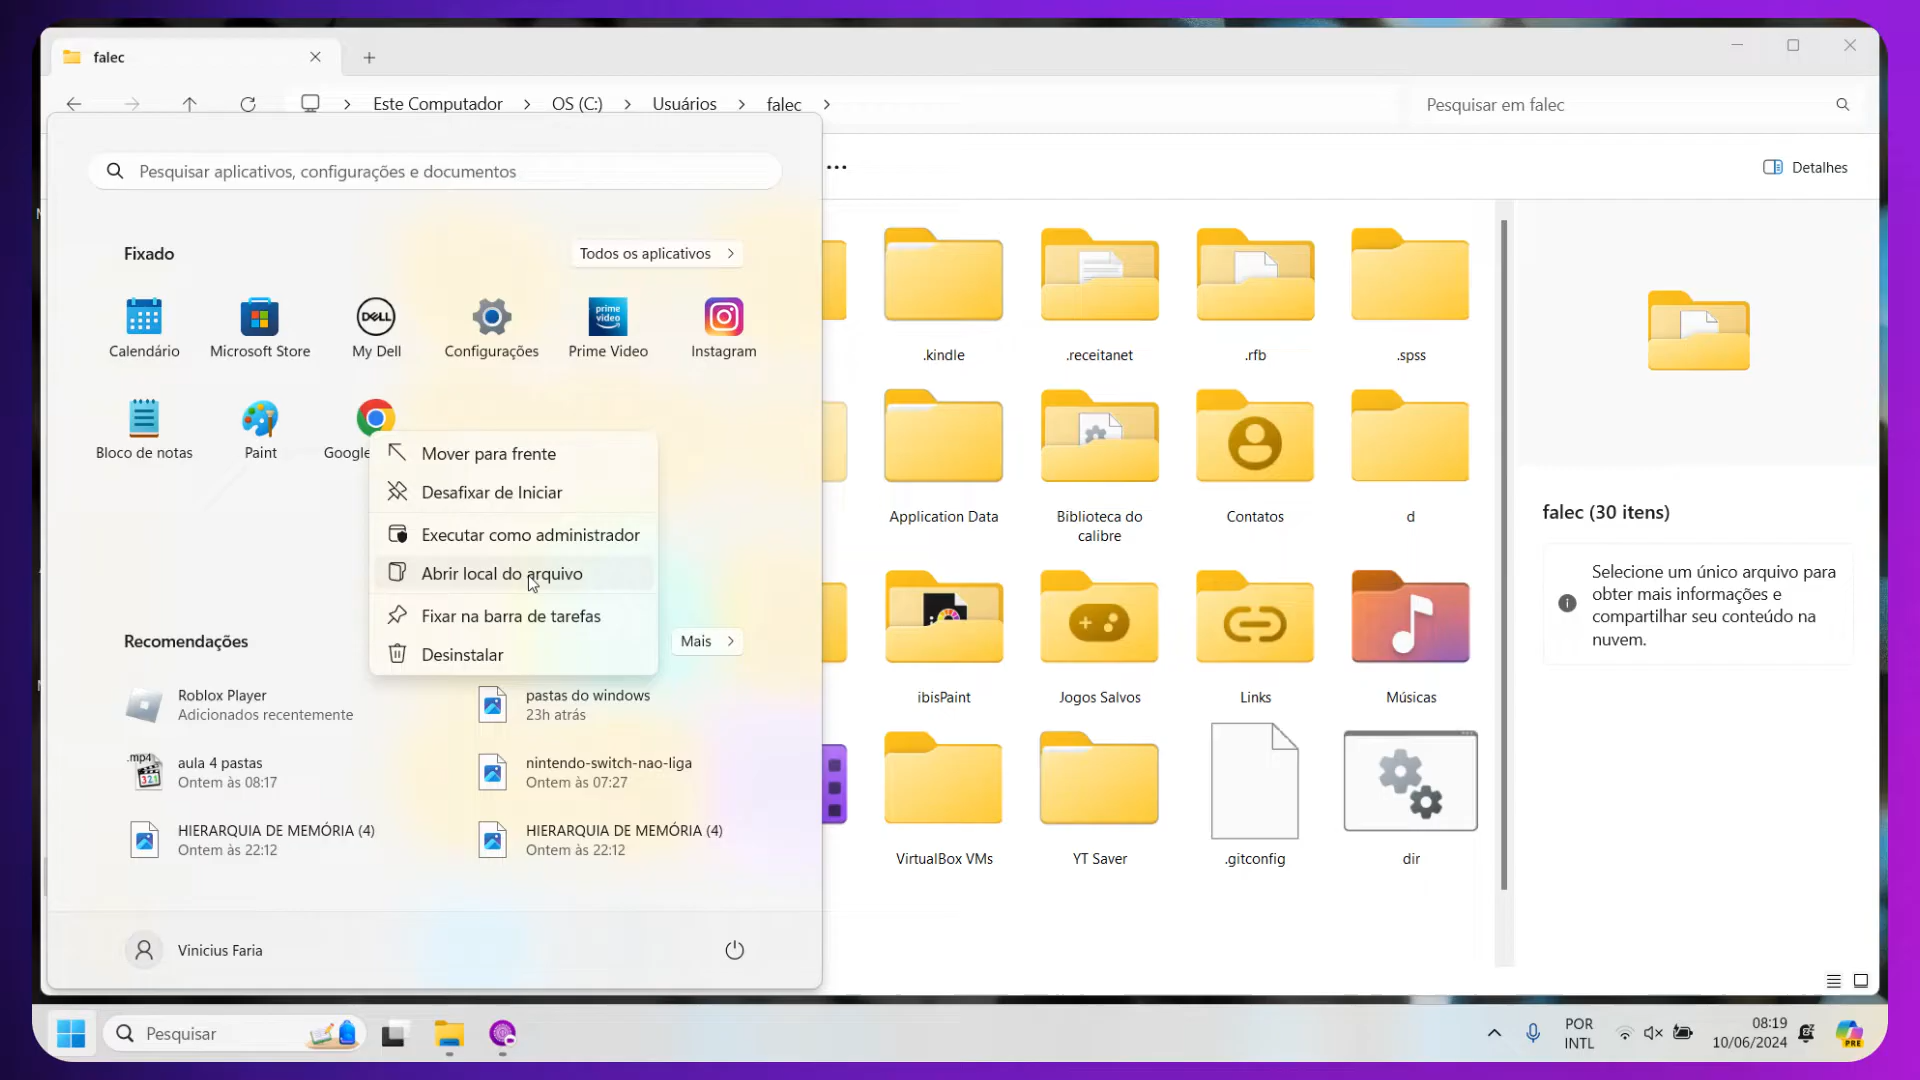 falec
Este Computador
OS (C:)
Usuários
falec
Pesquisar em falec
Pesquisar aplicativos, configurações e documentos
Detalhes
Fixado
Todos os aplicativos
Calendário
Microsoft Store
DELL
My Dell
Configurações
prime video
Prime Video
Instagram
Bloco de notas
Paint
Google
Mover para frente
Desafixar de Iniciar
Executar como administrador
Abrir local do arquivo
Fixar na barra de tarefas
Desinstalar
Recomendações
Mais
Roblox Player
Adicionados recentemente
pastas do windows
23h atrás
.mp4
321
aula 4 pastas
Ontem às 08:17
nintendo-switch-nao-liga
Ontem às 07:27
HIERARQUIA DE MEMÓRIA (4)
Ontem às 22:12
HIERARQUIA DE MEMÓRIA (4)
Ontem às 22:12
Vinicius Faria
.kindle
.receitanet
.rfb
.spss
Application Data
Biblioteca do
calibre
Contatos
d
ibisPaint
Jogos Salvos
Links
Músicas
VirtualBox VMs
YT Saver
.gitconfig
dir
falec (30 itens)
Selecione um único arquivo para
obter mais informações e
compartilhar seu conteúdo na
nuvem.
Pesquisar
POR
INTL
08:19
10/06/2024
PRE